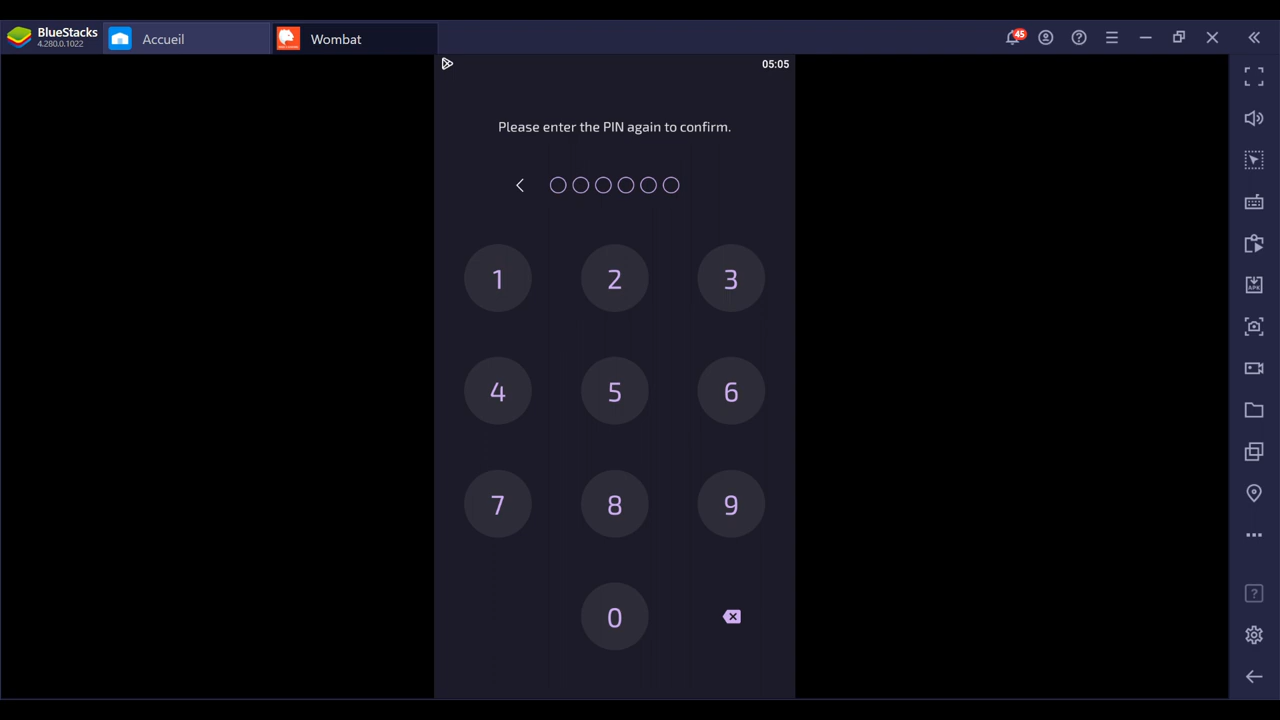 BlueStacks
4.280.0.1022
Accueil
Wombat
45
05:05
Please enter the PIN again to confirm.
1 2 3
4 5 6
7 8 9
0
APK